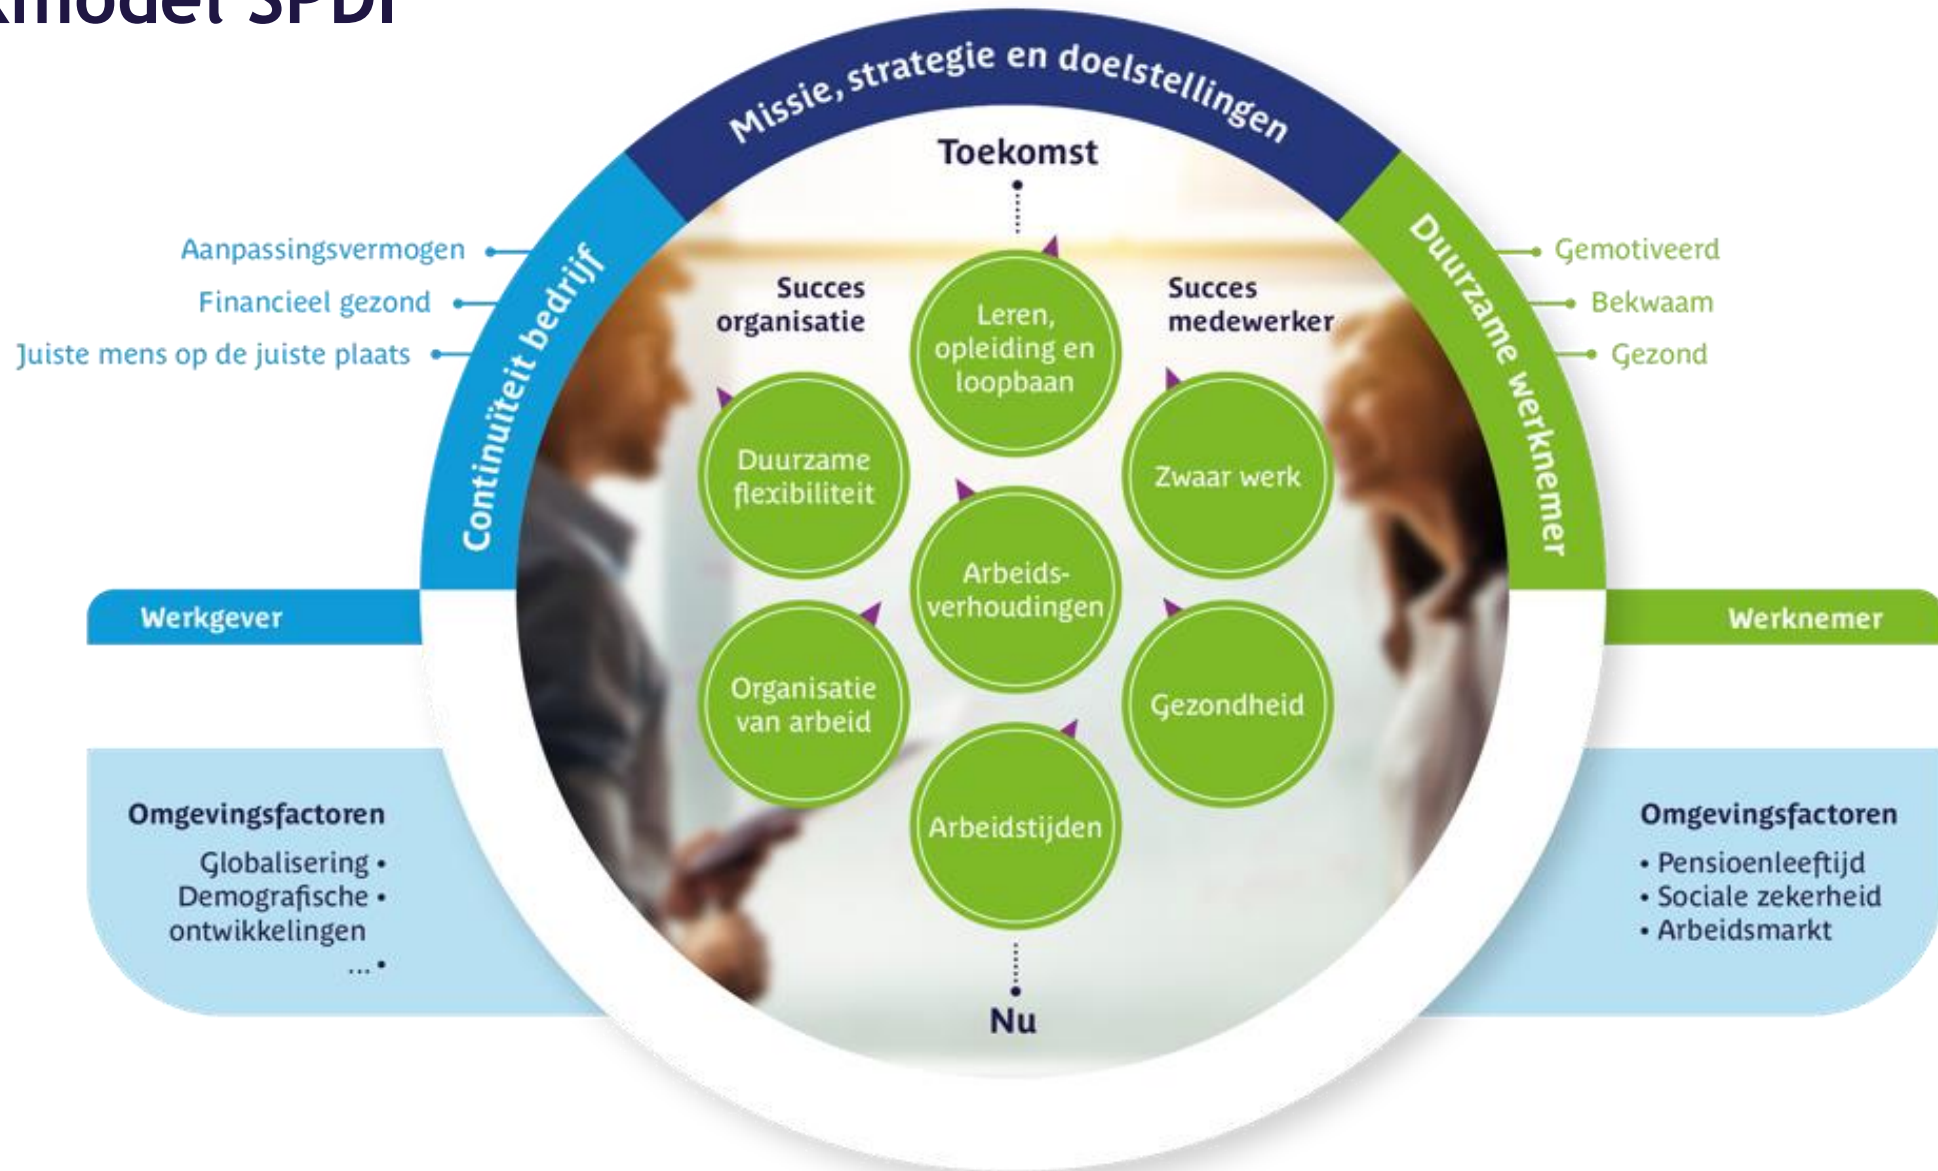 model SPDI
Missie, strategie en doelstellingen
Toekomst
Continuïteit bedrijf
Aanpassingsvermogen
Financieel gezond
Juiste mens op de juiste plaats
Duurzame werknemer
Gemotiveerd
Bekwaam
Gezond
Succes
organisatie
Succes
medewerker
Leren,
opleiding en
loopbaan
Duurzame
flexibiliteit
Zwaar werk
Arbeids-
verhoudingen
Organisatie
van arbeid
Gezondheid
Arbeidstijden
Nu
Werkgever
Omgevingsfactoren
Globalisering •
Demografische •
ontwikkelingen
... •
Werknemer
Omgevingsfactoren
• Pensioenleeftijd
• Sociale zekerheid
• Arbeidsmarkt